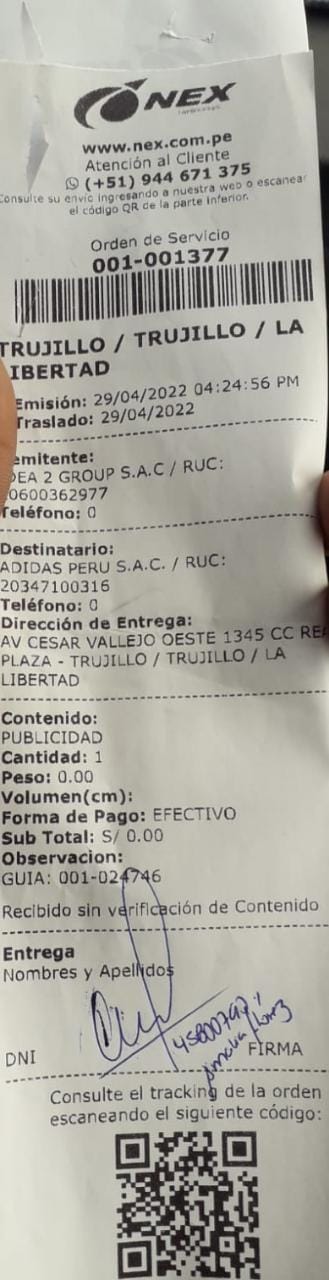 NEX
www.nex.com.pe
Atención al Cliente
(+51) 944 671 375
Consulte su envío ingresando a nuestra web o escanear
el código QR de la parte inferior.
Orden de Servicio
001-001377
TRUJILLO / TRUJILLO / LA
IBERTAD
Emisión: 29/04/2022 04:24:56 PM
Traslado: 29/04/2022
emitente:
DEA 2 GROUP S.A.C / RUC:
0600362977
Teléfono: 0
Destinatario:
ADIDAS PERU S.A.C. / RUC:
20347100316
Teléfono: 0
Dirección de Entrega:
AV CESAR VALLEJO OESTE 1345 CC REA
PLAZA - TRUJILLO / TRUJILLO / LA
LIBERTAD
Contenido:
PUBLICIDAD
Cantidad: 1
Peso: 0.00
Volumen(cm):
Forma de Pago: EFECTIVO
Sub Total: S/ 0.00
Observacion:
GUIA: 001-024746
Recibido sin verificación de Contenido
Entrega
Nombres y Apellidos
DNI
FIRMA
Consulte el tracking de la orden
escaneando el siguiente código: